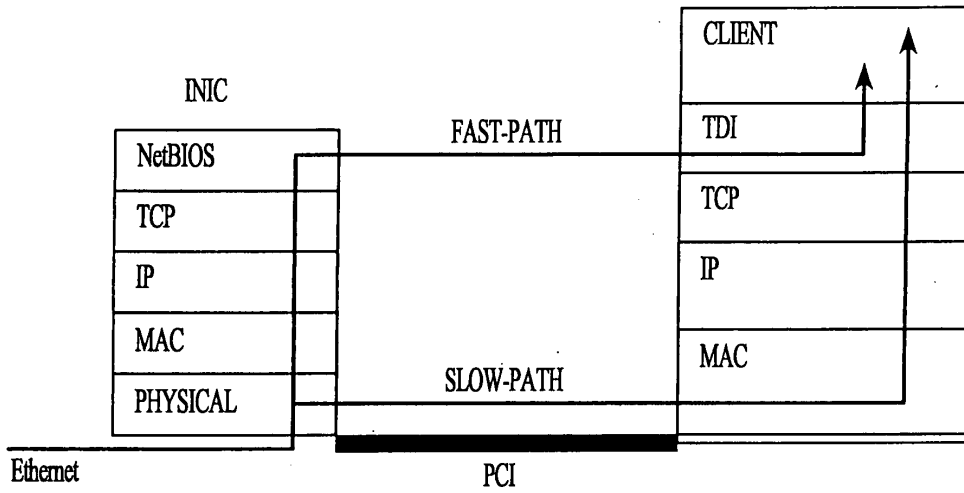 INIC
NetBIOS
TCP
IP
MAC
PHYSICAL
Ethernet
FAST-PATH
SLOW-PATH
PCI
CLIENT
TDI
TCP
IP
MAC